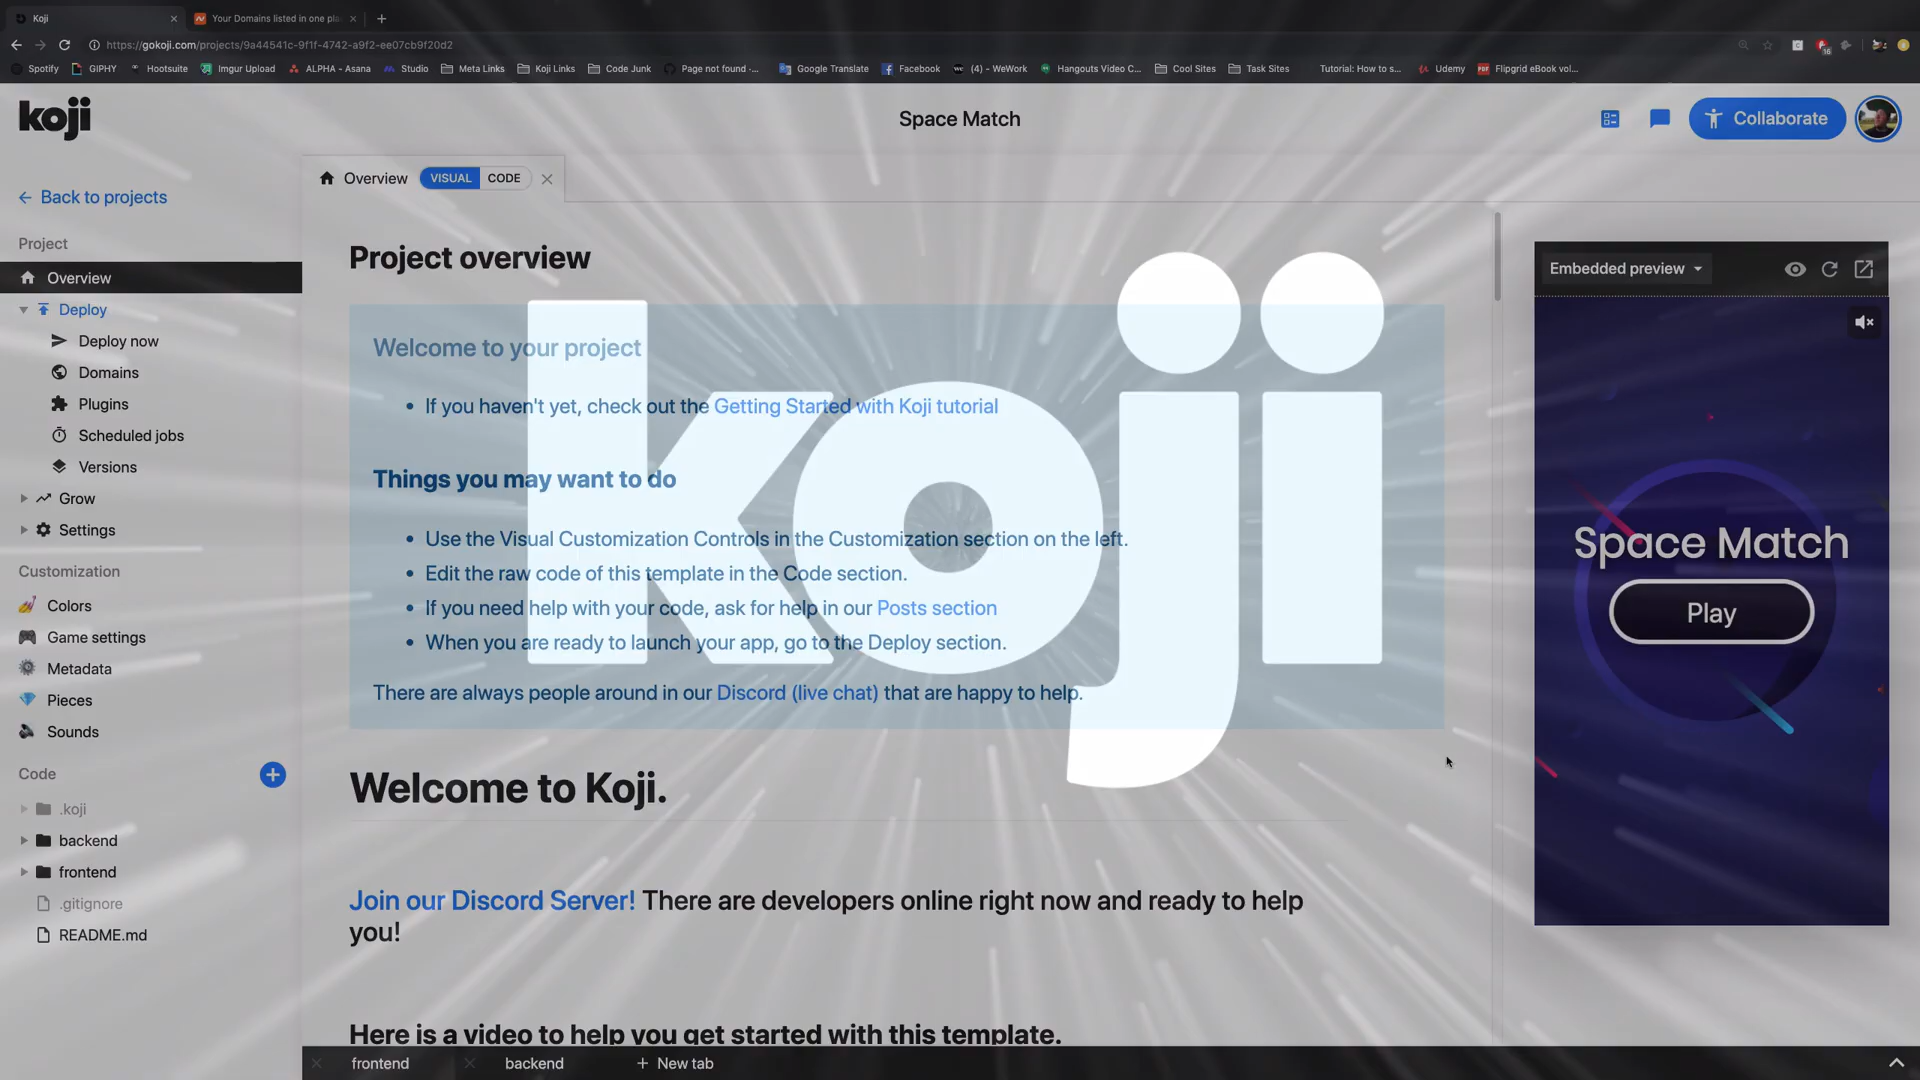 Koji
Your Domains listed in one pla
https://gokoji.com/projects/9a44541c-9f1f-4742-a9f2-ee07cb9f20d2
Spotify GIPHY Hootsuite Imgur Upload ALPHA - Asana Studio Meta Links Koji Links Code Junk Page not found -... Google Translate Facebook (4) - WeWork Hangouts Video C... Cool Sites Task Sites Tutorial: How to s... Udemy Flipgrid eBook vol...
koji
Space Match
Collaborate
Overview VISUAL CODE
Back to projects
Project
Overview
Deploy
Deploy now
Domains
Plugins
Scheduled jobs
Versions
Grow
Settings
Customization
Colors
Game settings
Metadata
Pieces
Sounds
Code
.koji
backend
frontend
.gitignore
README.md
Project overview
Welcome to your project
• If you haven't yet, check out the Getting Started with Koji tutorial
Things you may want to do
• Use the Visual Customization Controls in the Customization section on the left.
• Edit the raw code of this template in the Code section.
• If you need help with your code, ask for help in our Posts section
• When you are ready to launch your app, go to the Deploy section.
There are always people around in our Discord (live chat) that are happy to help.
Welcome to Koji.
Join our Discord Server! There are developers online right now and ready to help
you!
Here is a video to help you get started with this template.
koji
Embedded preview
Space Match
Play
frontend backend + New tab